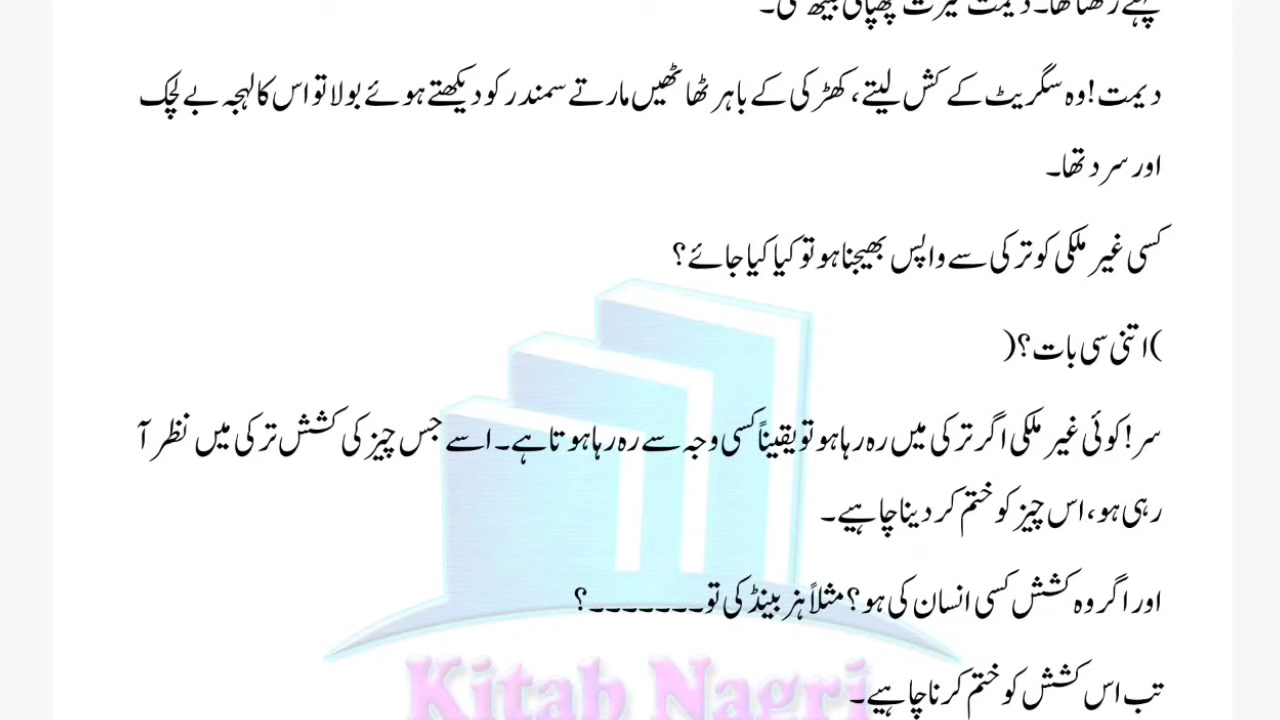 دیمت! وہ سگریٹ کے کش لیتے، کھڑکی کے باہر ٹھاٹھیں مارتے سمندر کو دیکھتے ہوئے بولا تو اس کا لہجہ بے لچک
اور سرد تھا۔
کسی غیر ملکی کو ترکی سے واپس بھیجنا ہو تو کیا کیا جائے؟
)اتنی سی بات؟(
سر! کوئی غیر ملکی اگر ترکی میں رہ رہا ہو تو یقیناً کسی وجہ سے رہ رہا ہوتا ہے۔ اسے جس چیز کی کشش ترکی میں نظر آ
رہی ہو، اس چیز کو ختم کر دینا چاہیے۔
اور اگر وہ کشش کسی انسان کی ہو؟ مثلاً ہزبینڈ کی تو۔۔۔۔۔۔۔؟
تب اس کشش کو ختم کرنا چاہیے۔
Kitab Nagri